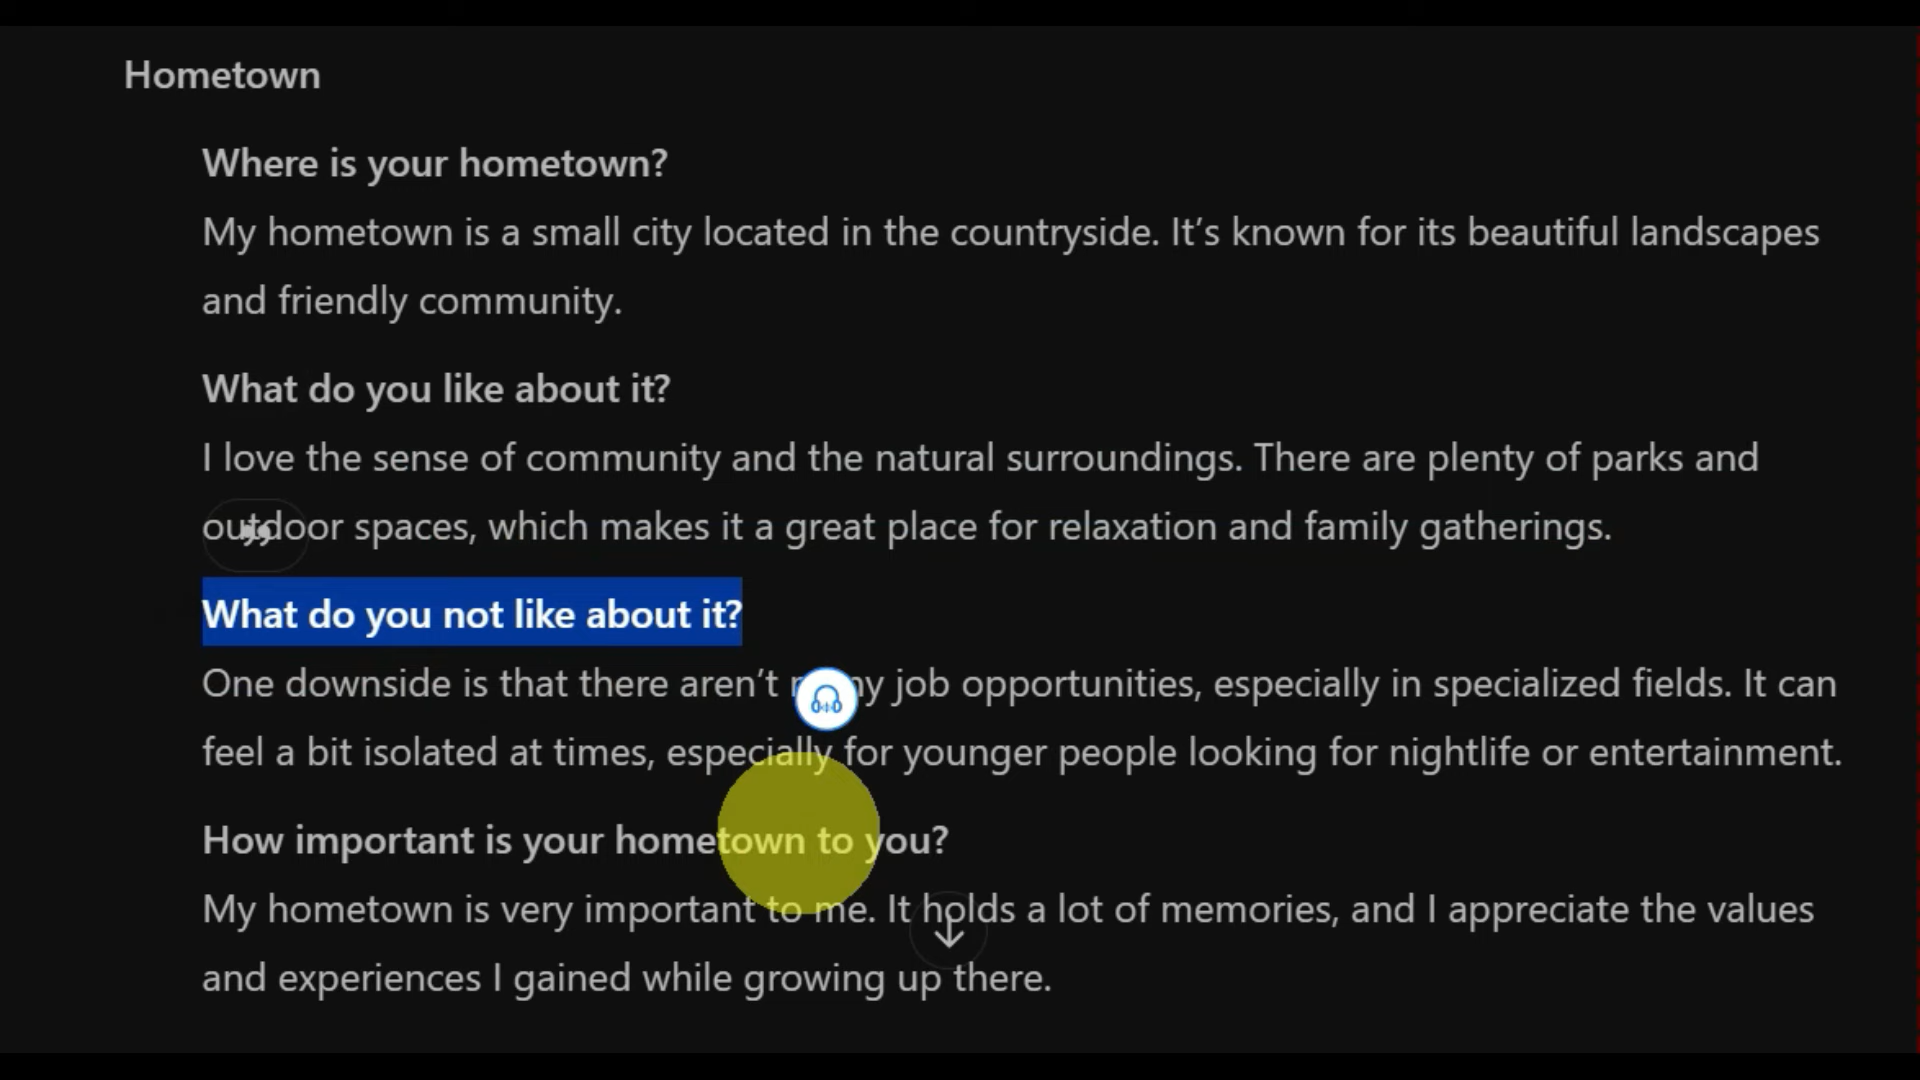 Hometown
Where is your hometown?
My hometown is a small city located in the countryside. It’s known for its beautiful landscapes
and friendly community.
What do you like about it?
I love the sense of community and the natural surroundings. There are plenty of parks and
outdoor spaces, which makes it a great place for relaxation and family gatherings.
What do you not like about it?
One downside is that there aren’t many job opportunities, especially in specialized fields. It can
feel a bit isolated at times, especially for younger people looking for nightlife or entertainment.
How important is your hometown to you?
My hometown is very important to me. It holds a lot of memories, and I appreciate the values
and experiences I gained while growing up there.